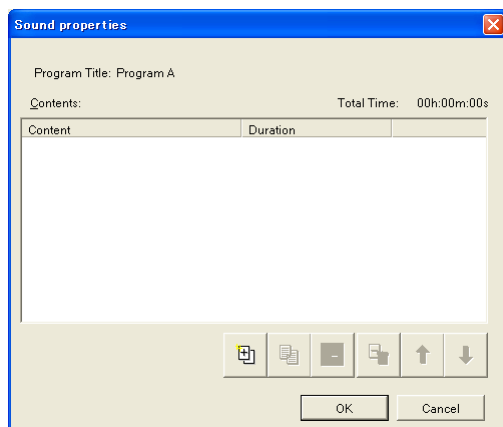 Sound properties
Program Title: Program A
Contents: Total Time: 00h:00m:00s
Content Duration
OK Cancel